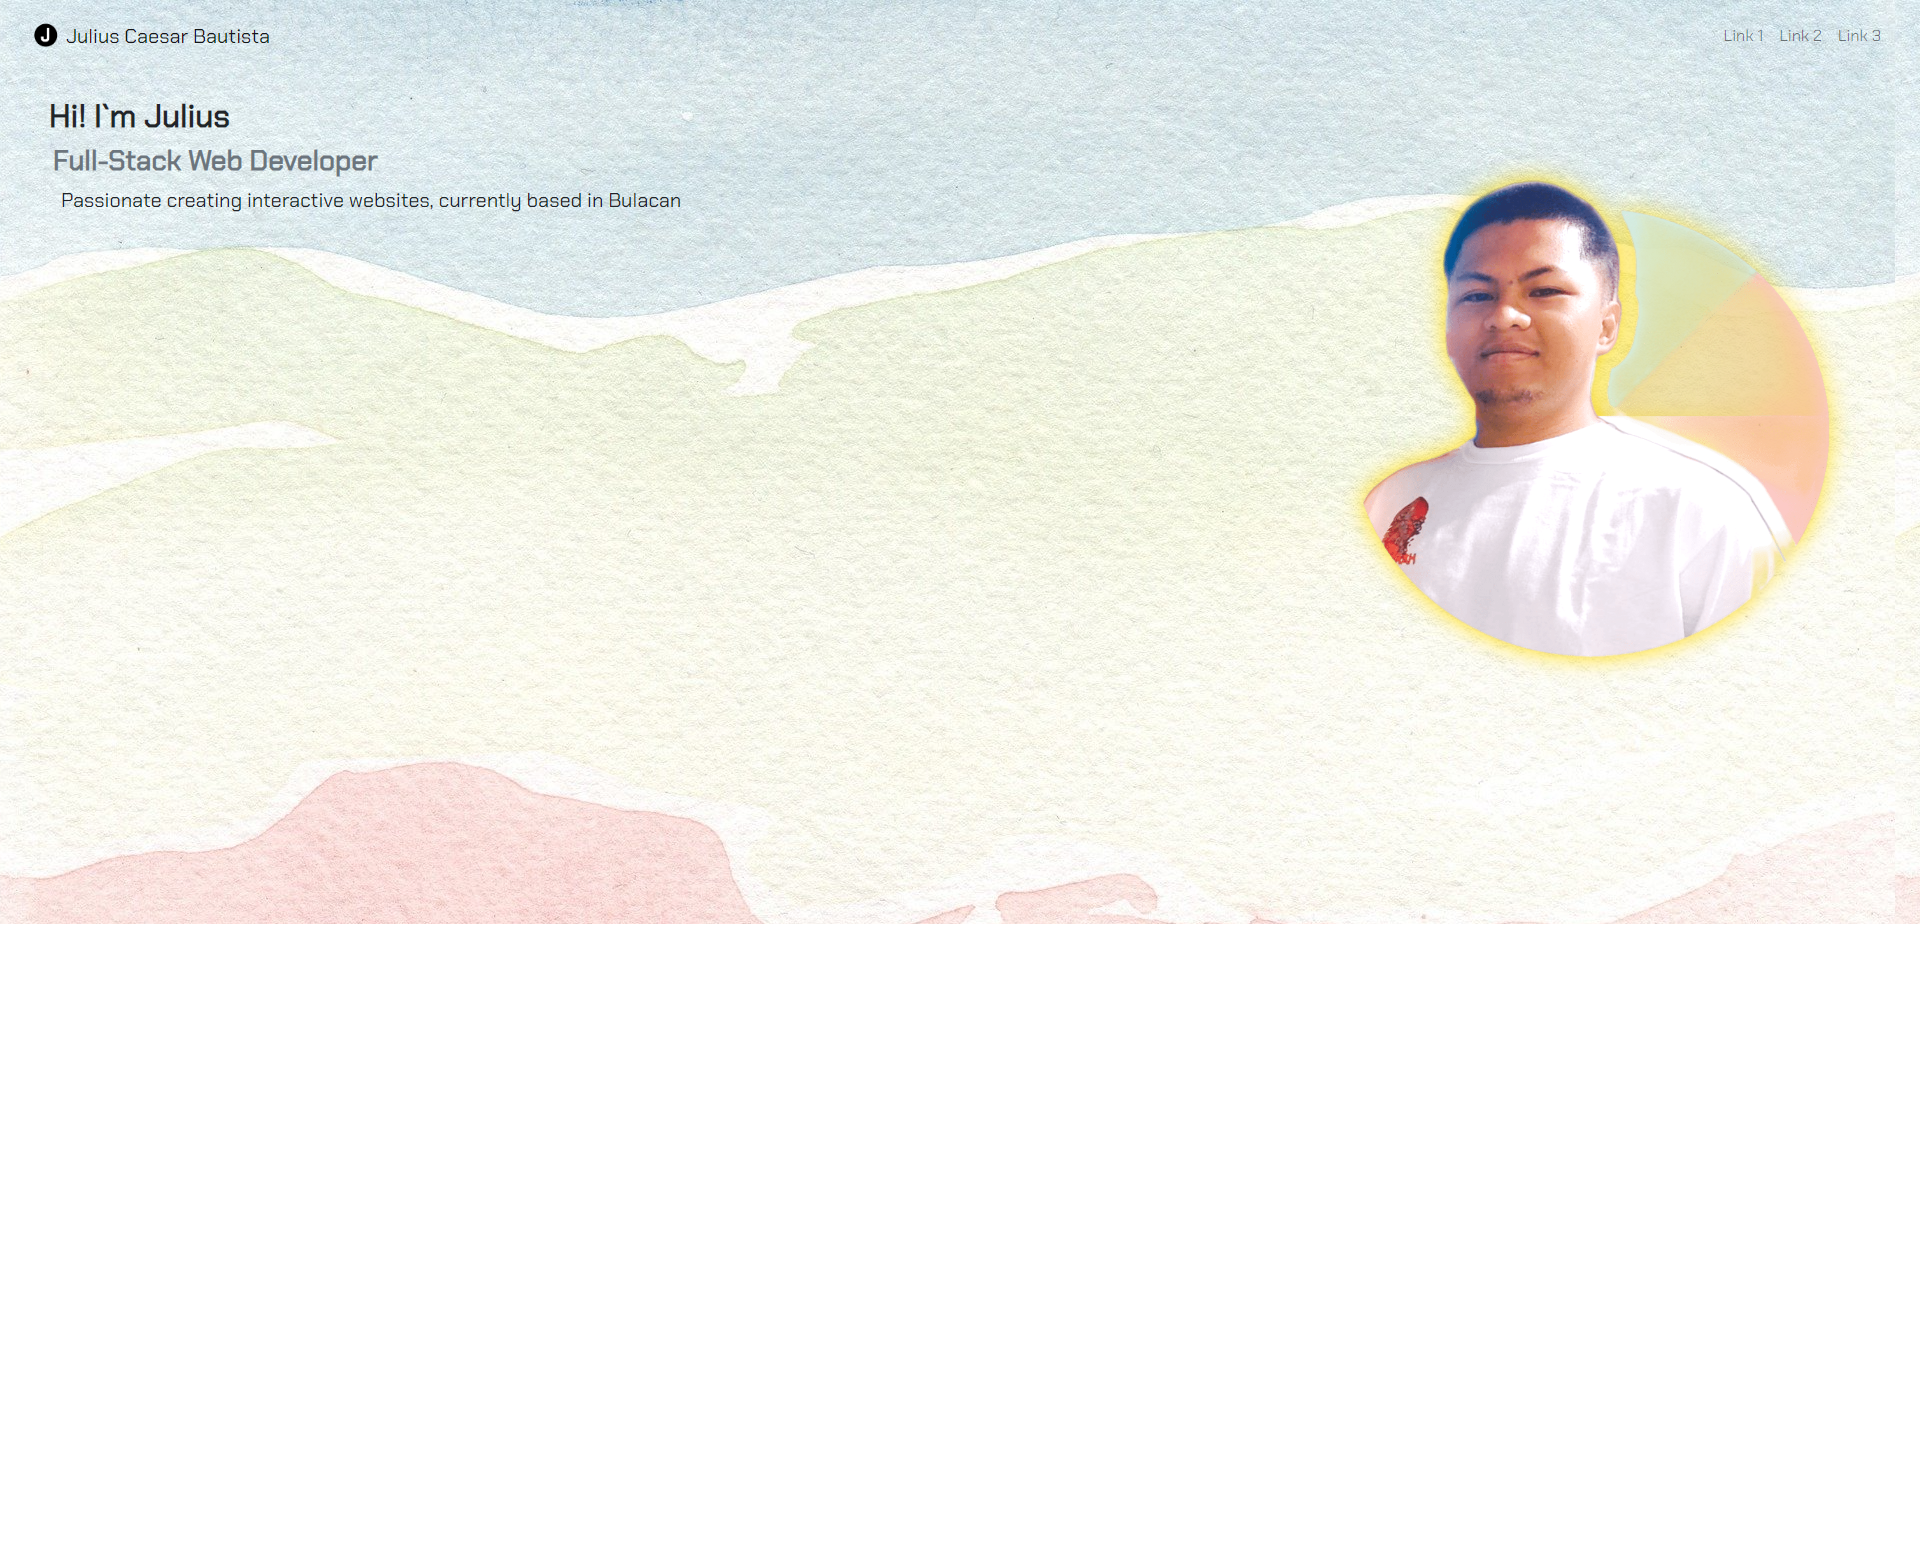 J Julius Caesar Bautista
Link 1 Link 2 Link 3
Hi! I`m Julius
Full-Stack Web Developer
Passionate creating interactive websites, currently based in Bulacan